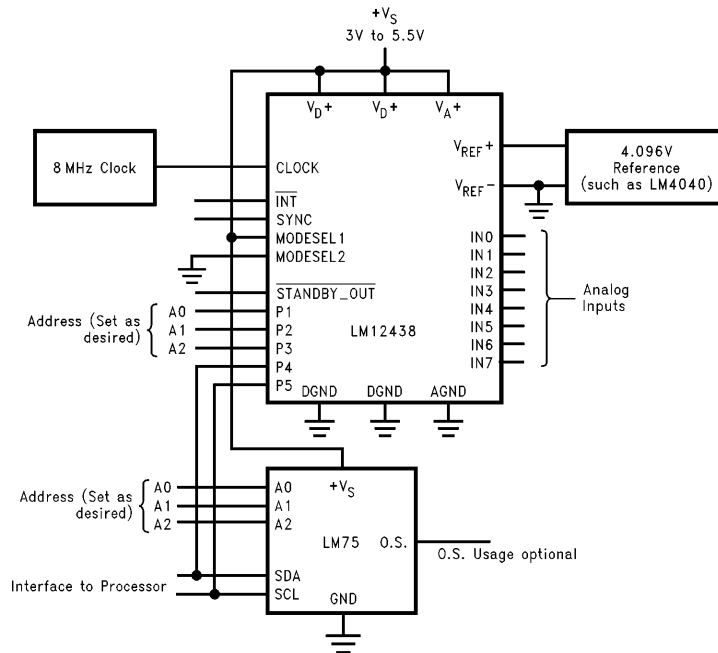 +VS
3V to 5.5V
VD+ VD+ VA+
8 MHz Clock
CLOCK
INT
SYNC
MODESEL1
MODESEL2
STANDBY_OUT
P1
P2
P3
P4
P5
Address (Set as
desired)
A0
A1
A2
LM12438
VREF+
VREF-
4.096V
Reference
(such as LM4040)
IN0
IN1
IN2
IN3
IN4
IN5
IN6
IN7
Analog
Inputs
DGND DGND AGND
Address (Set as
desired)
A0
A1
A2
A0
A1
A2
+VS
LM75
O.S.
O.S. Usage optional
Interface to Processor
SDA
SCL
GND